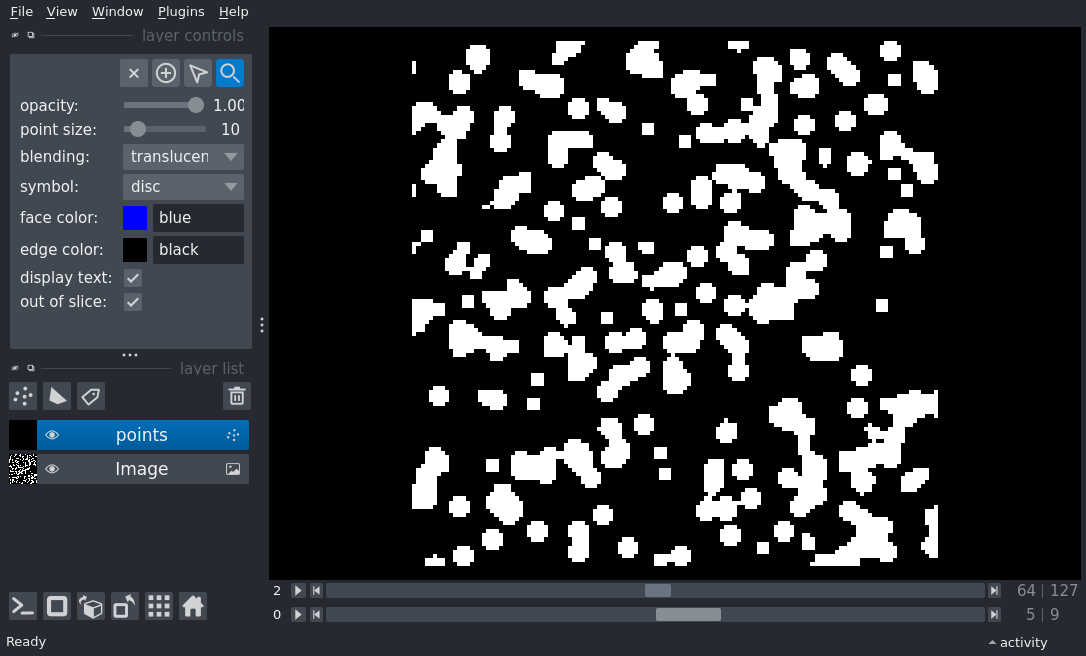 File View Window Plugins Help
layer controls
opacity: 1.00
point size: 10
blending: translucen
symbol: disc
face color: blue
edge color: black
display text:
out of slice:
layer list
points
Image
2 64 | 127
0 5 | 9
Ready activity